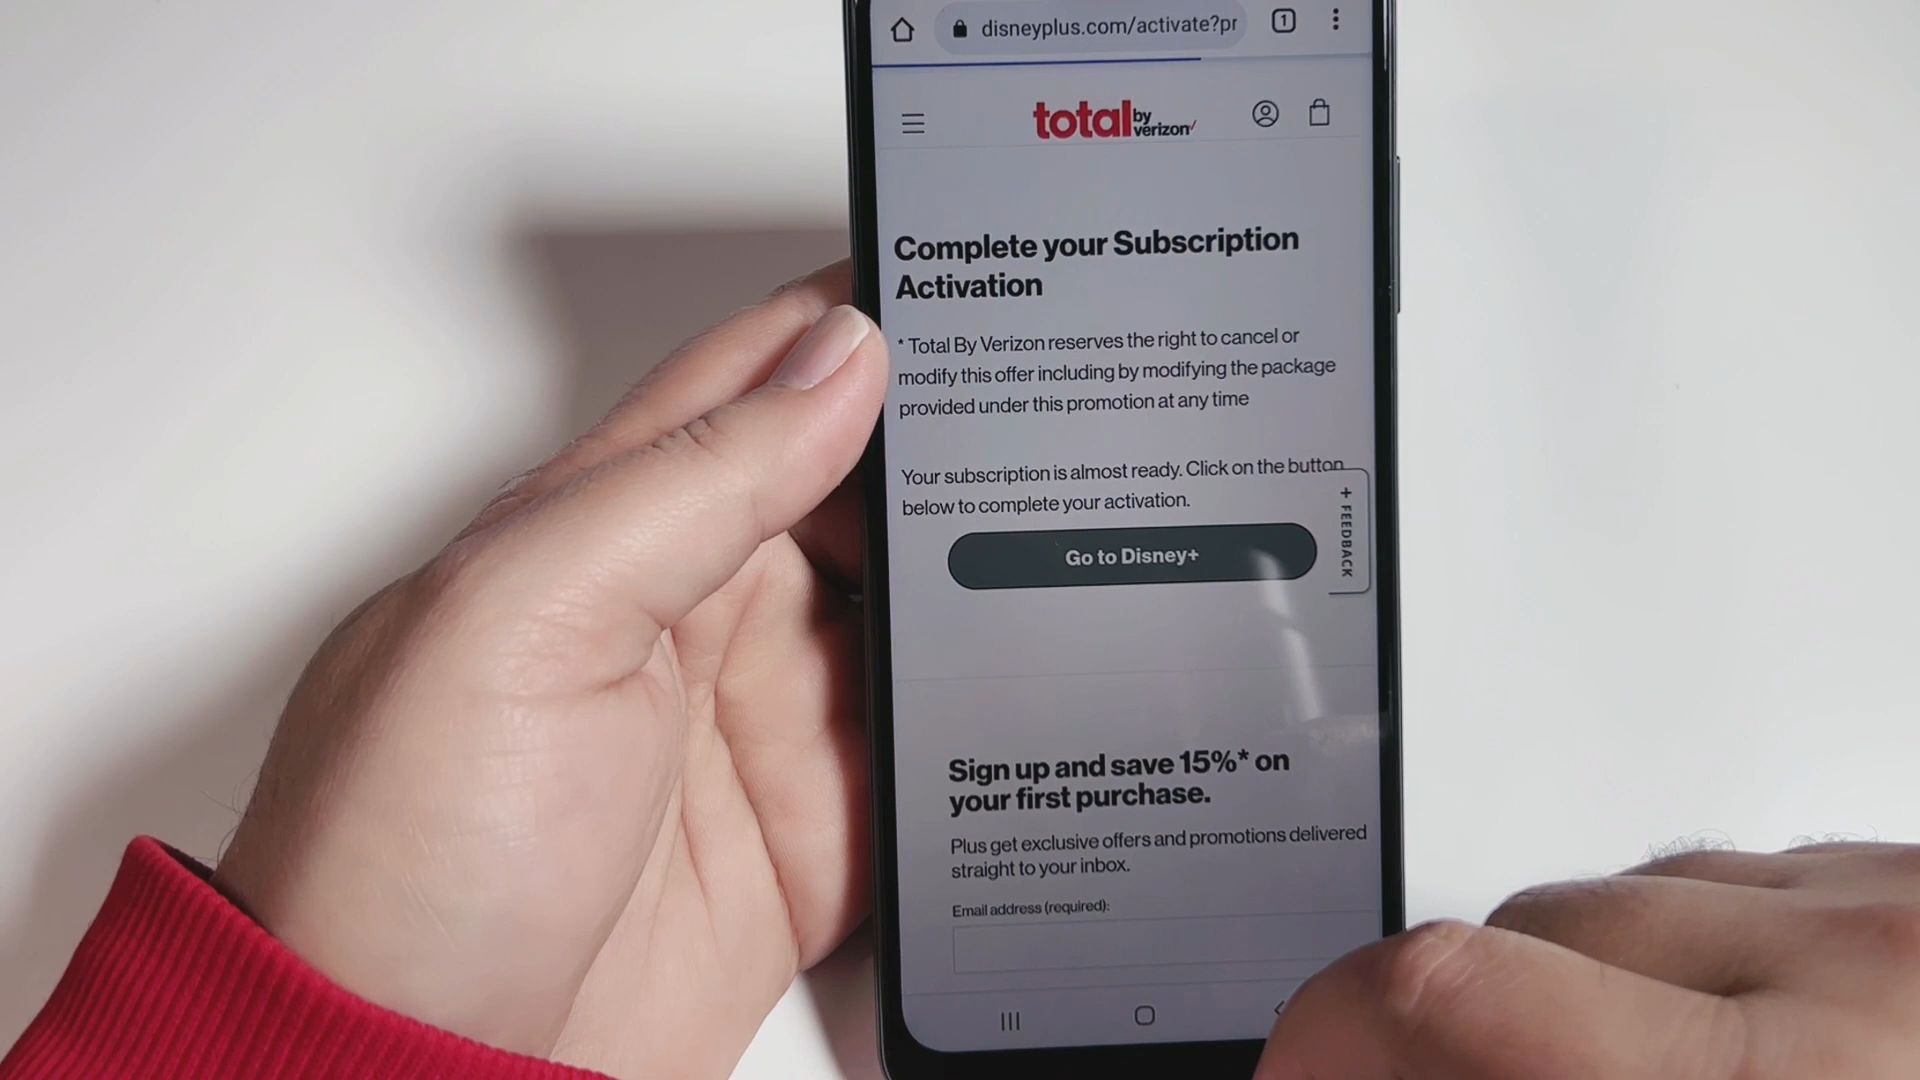 disneyplus.com/activate?pr
1
total by verizon
Complete your Subscription
Activation
* Total By Verizon reserves the right to cancel or
modify this offer including by modifying the package
provided under this promotion at any time
Your subscription is almost ready. Click on the button
below to complete your activation.
+ FEEDBACK
Go to Disney+
Sign up and save 15%* on
your first purchase.
Plus get exclusive offers and promotions delivered
straight to your inbox.
Email address (required):